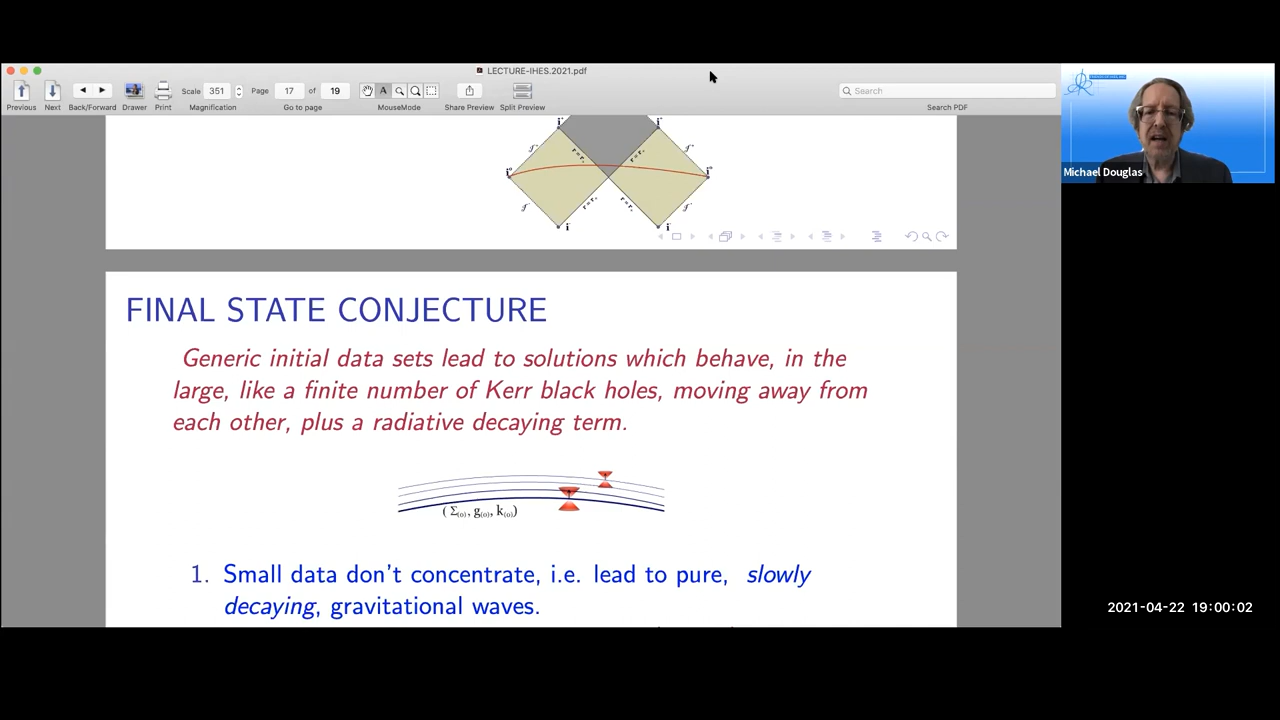 LECTURE-IHES.2021.pdf
Scale 351 Page 17 of 19 Search
Previous Next Back/Forward Drawer Print Magnification Go to page MouseMode Share Preview Split Preview Search PDF
FINAL STATE CONJECTURE
Generic initial data sets lead to solutions which behave, in the
large, like a finite number of Kerr black holes, moving away from
each other, plus a radiative decaying term.
( Σ(0), g(0), k(0))
1. Small data don't concentrate, i.e. lead to pure, slowly
decaying, gravitational waves.
Michael Douglas
2021-04-22 19:00:02